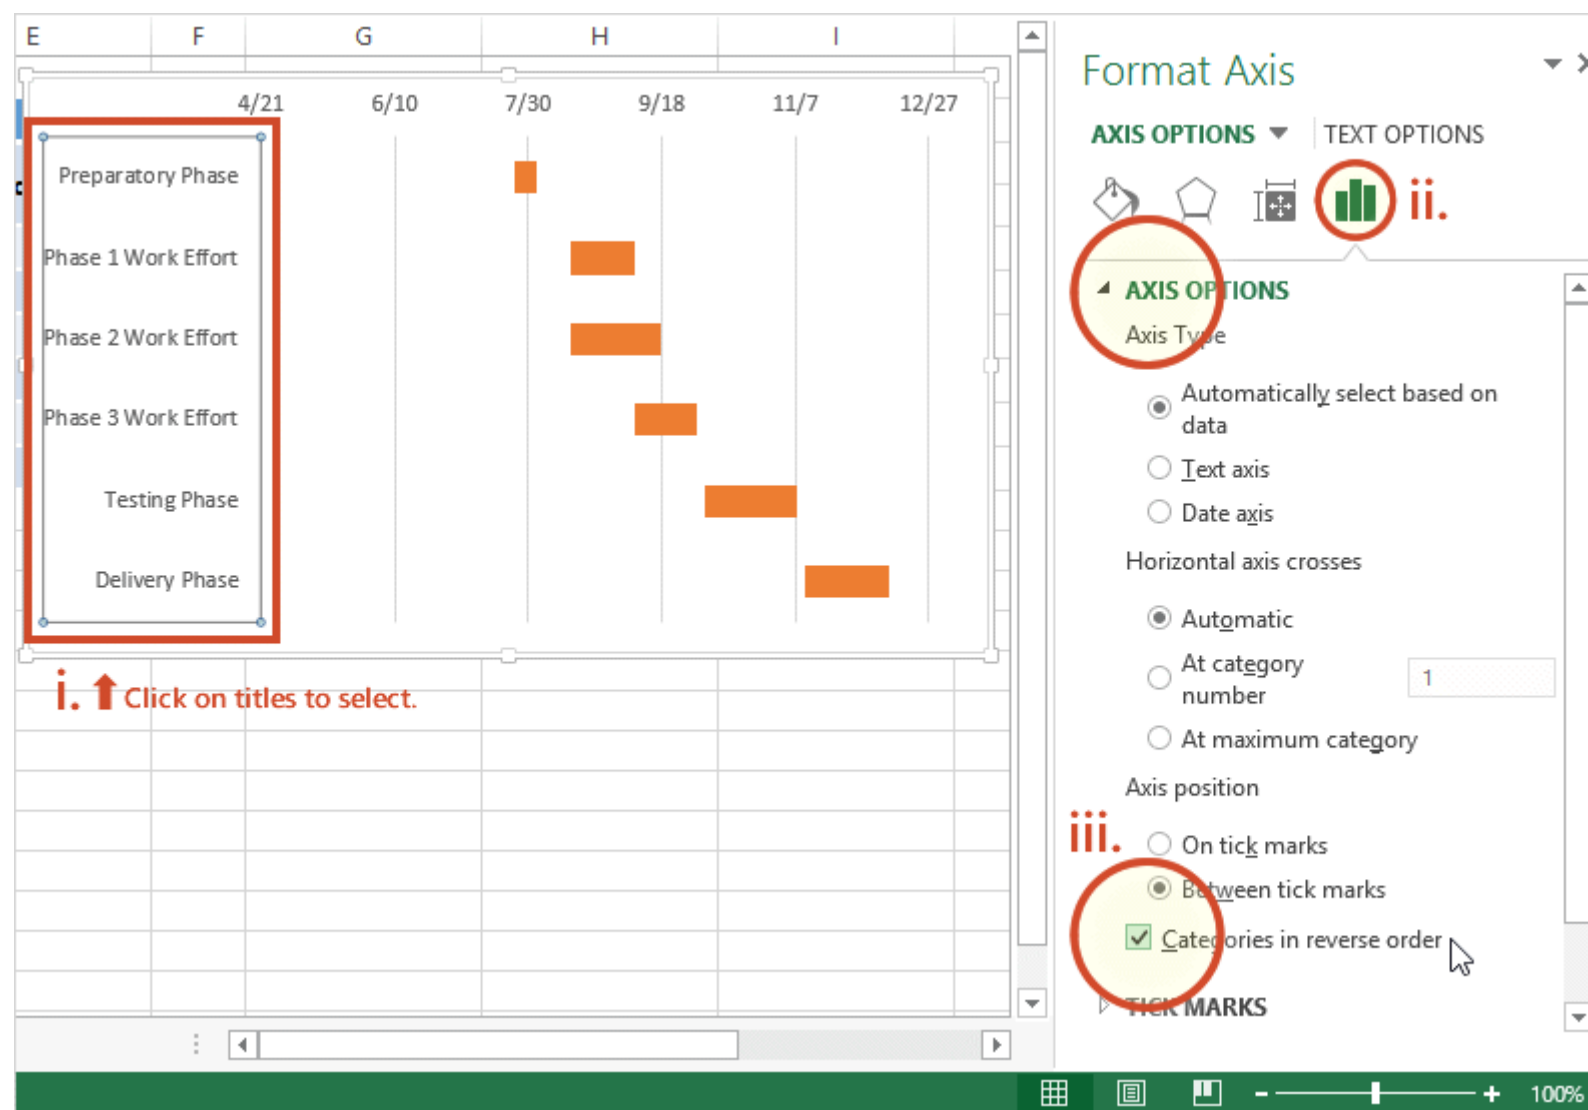 E F G H I
4/21 6/10 7/30 9/18 11/7 12/27
Preparatory Phase
Phase 1 Work Effort
Phase 2 Work Effort
Phase 3 Work Effort
Testing Phase
Delivery Phase
i. Click on titles to select.
Format Axis
AXIS OPTIONS TEXT OPTIONS
ii.
AXIS OPTIONS
Axis Type
Automatically select based on
data
Text axis
Date axis
Horizontal axis crosses
Automatic
At category
number
1
At maximum category
Axis position
iii.
On tick marks
Between tick marks
Categories in reverse order
TICK MARKS
100%